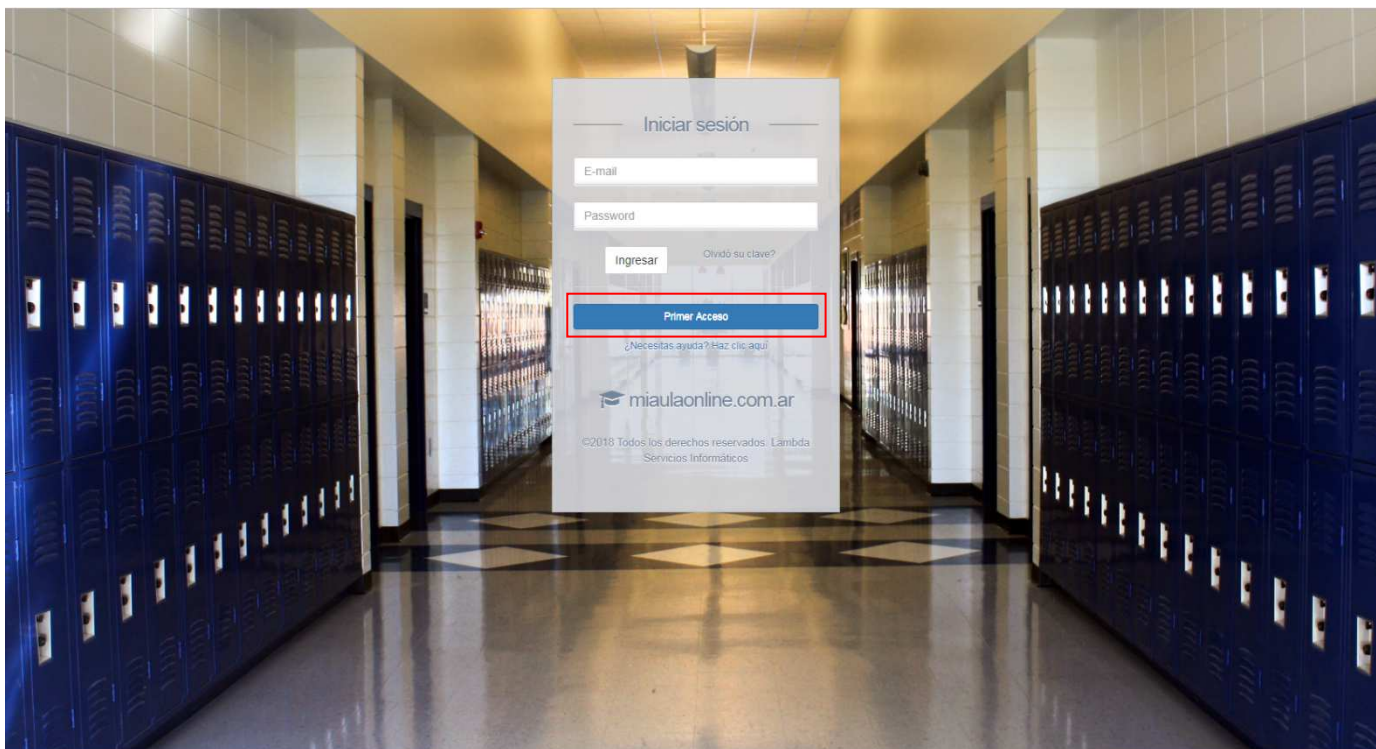 Iniciar sesión
E-mail
Password
Ingresar
Olvidó su clave?
Primer Acceso
¿Necesitas ayuda? Haz clic aquí
miaulaonline.com.ar
©2018 Todos los derechos reservados. Lambda
Servicios Informáticos